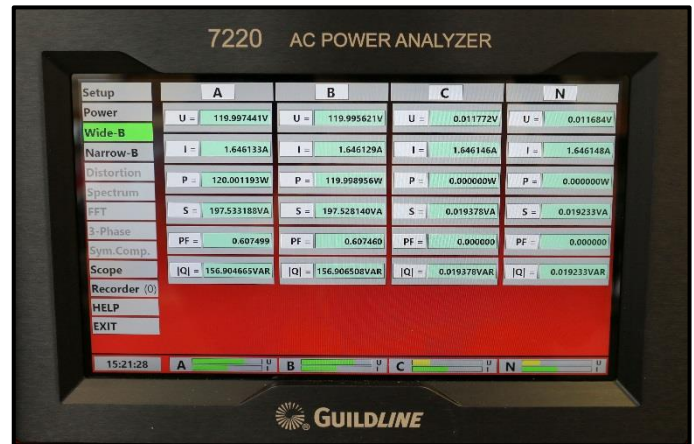 7220 AC POWER ANALYZER
Setup A B C N
Power U = 119.997441V U = 119.995621V U = 0.011772V U = 0.011684V
Wide-B
Narrow-B I = 1.646133A I = 1.646129A I = 1.646146A I = 1.646148A
Distortion P = 120.001193W P = 119.998956W P = 0.000000W P = 0.000000W
Spectrum
FFT S = 197.533188VA S = 197.528140VA S = 0.019378VA S = 0.019233VA
3-Phase PF = 0.607499 PF = 0.607460 PF = 0.000000 PF = 0.000000
Sym.Comp.
Scope |Q| = 156.904665VAR |Q| = 156.906508VAR |Q| = 0.019378VAR |Q| = 0.019233VAR
Recorder (0)
HELP
EXIT
15:21:28 A U I B U I C U I N U I
GUILDLINE